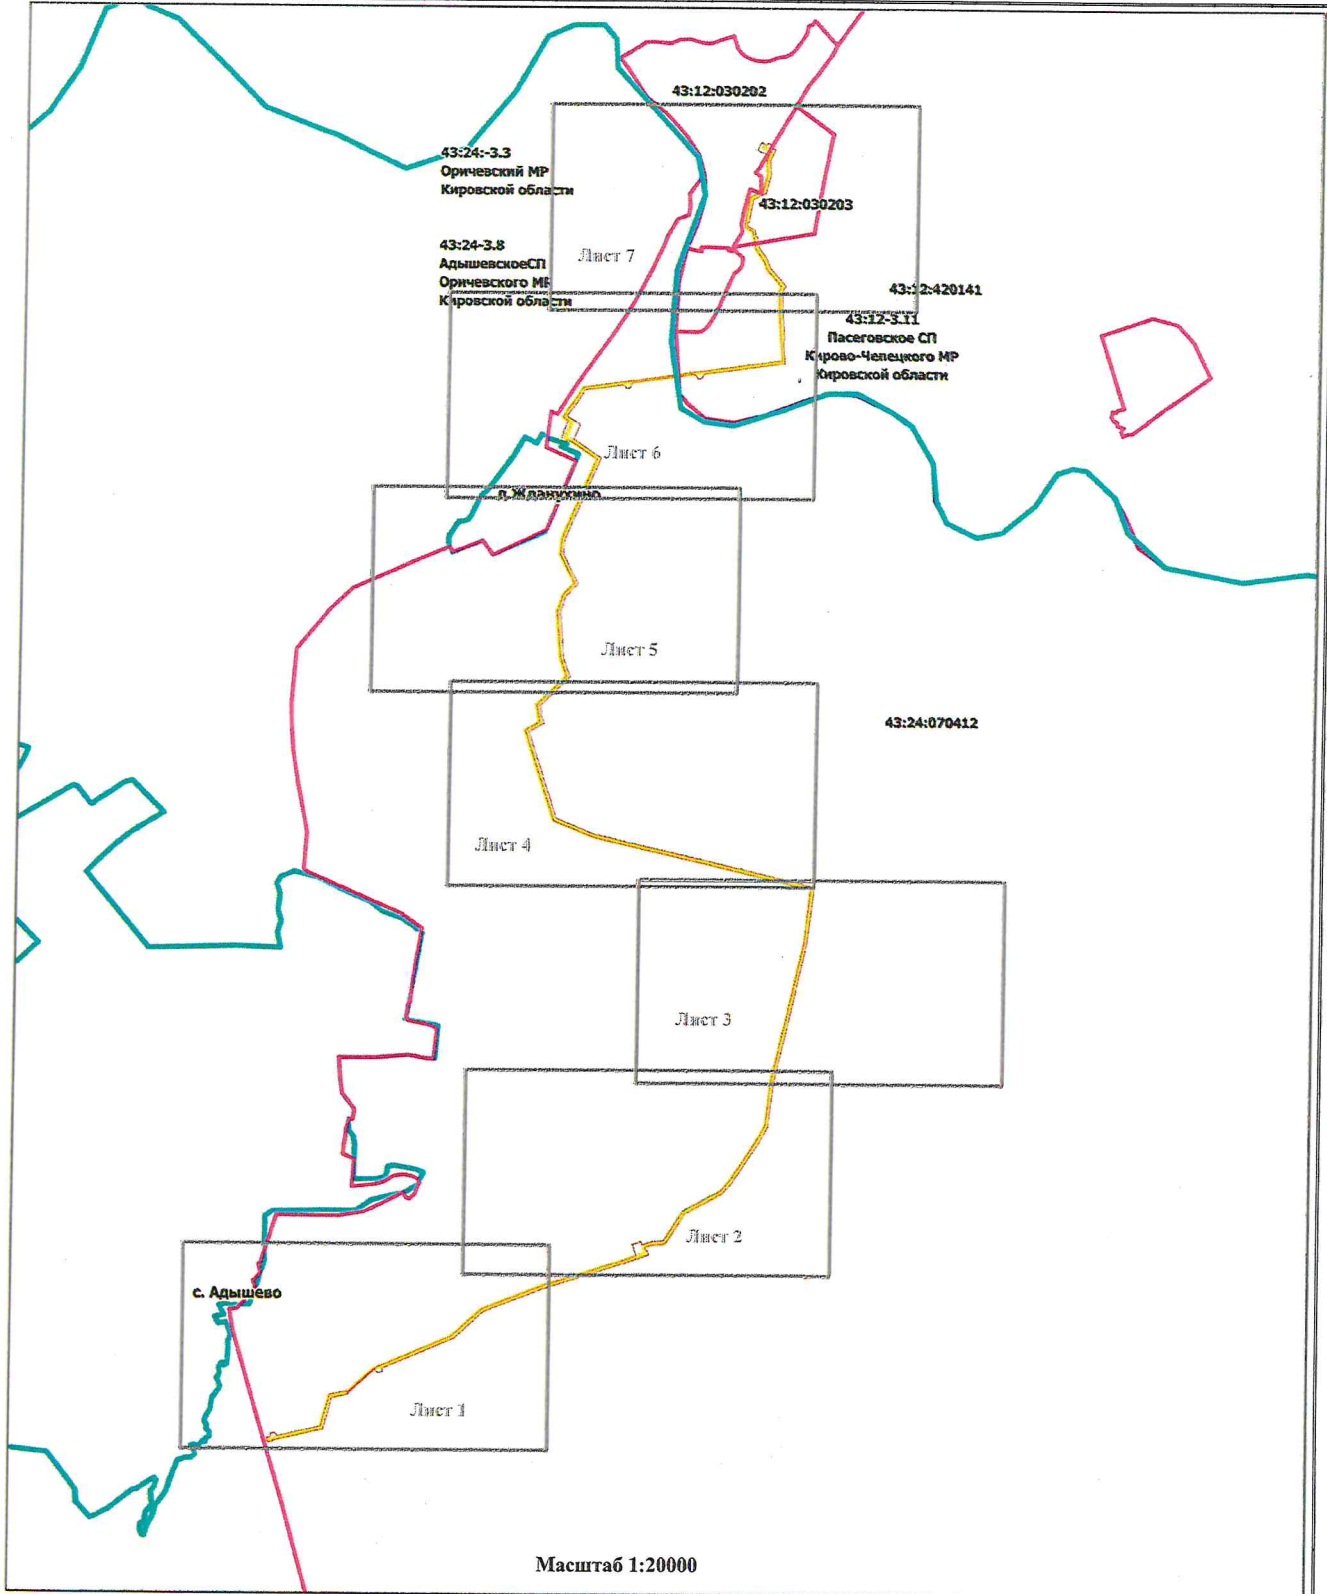 43:12:030202
43:24:-3.3
Оричевский МР
Кировской области
43:12:030203
43:24-3.8
АдышевскоеСП
Оричевского МР
Кировской области
Лист 7
43:12:420141
43:12-3.11
Пасеговское СП
Кирово-Чепецкого МР
Кировской области
Лист 6
д.Жданухино
Лист 5
43:24:070412
Лист 4
Лист 3
Лист 2
с. Адышево
Лист 1
Масштаб 1:20000